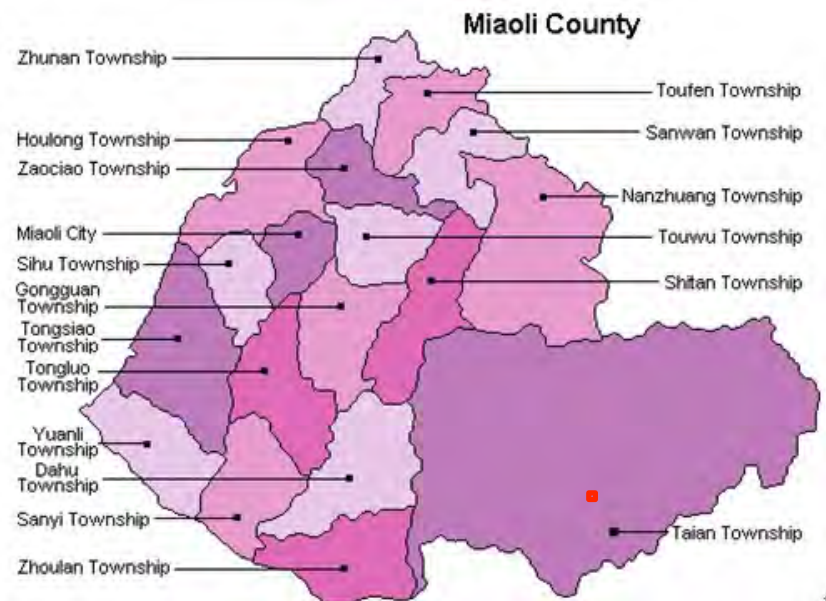 Miaoli County
Zhunan Township
Toufen Township
Sanwan Township
Houlong Township
Zaociao Township
Nanzhuang Township
Miaoli City
Touwu Township
Sihu Township
Shitan Township
Gongguan
Township
Tongsiao
Township
Tongluo
Township
Yuanli
Township
Dahu
Township
Sanyi Township
Taian Township
Zhoulan Township